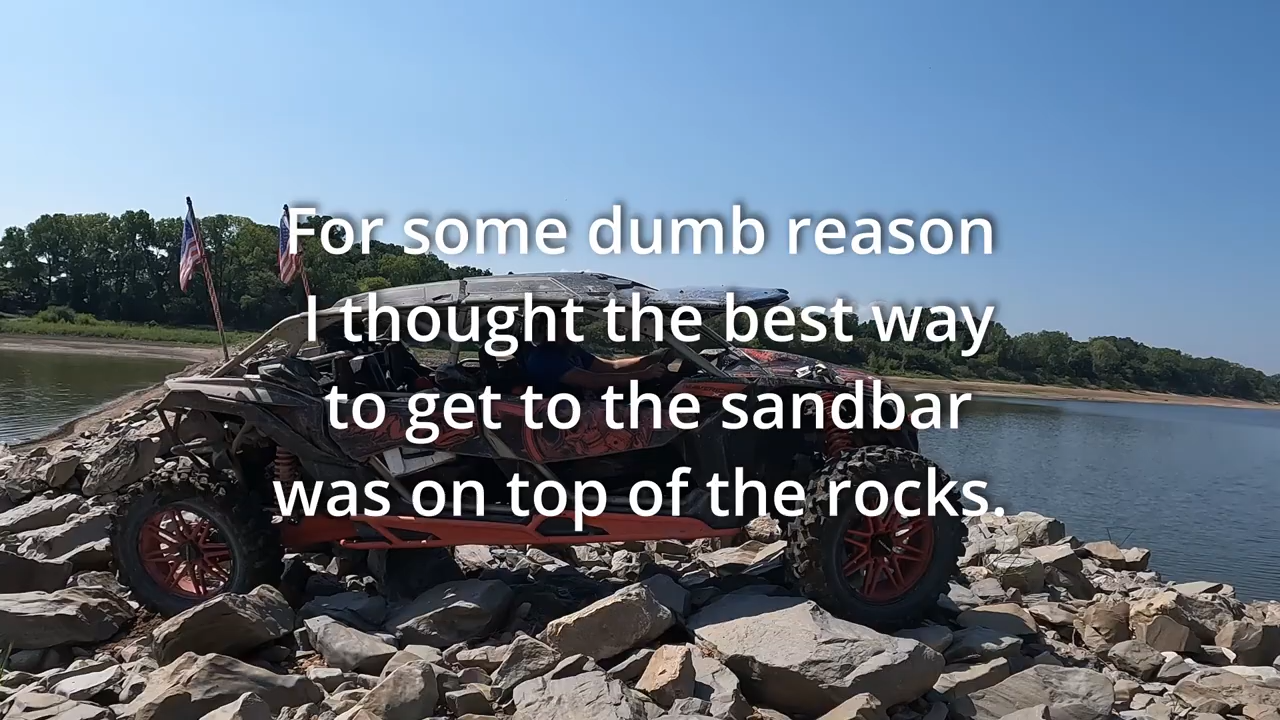 For some dumb reason
I thought the best way
to get to the sandbar
was on top of the rocks.